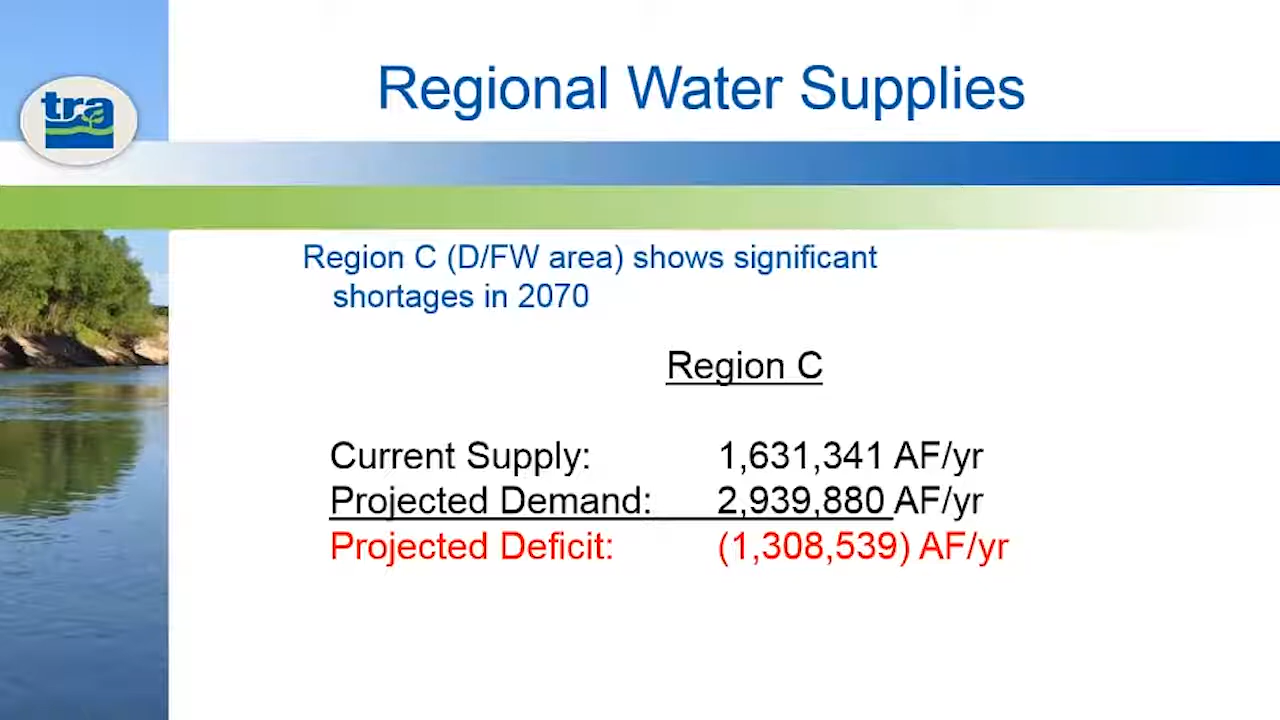 tra
Regional Water Supplies
Region C (D/FW area) shows significant
shortages in 2070
Region C
Current Supply: 1,631,341 AF/yr
Projected Demand: 2,939,880 AF/yr
Projected Deficit: (1,308,539) AF/yr